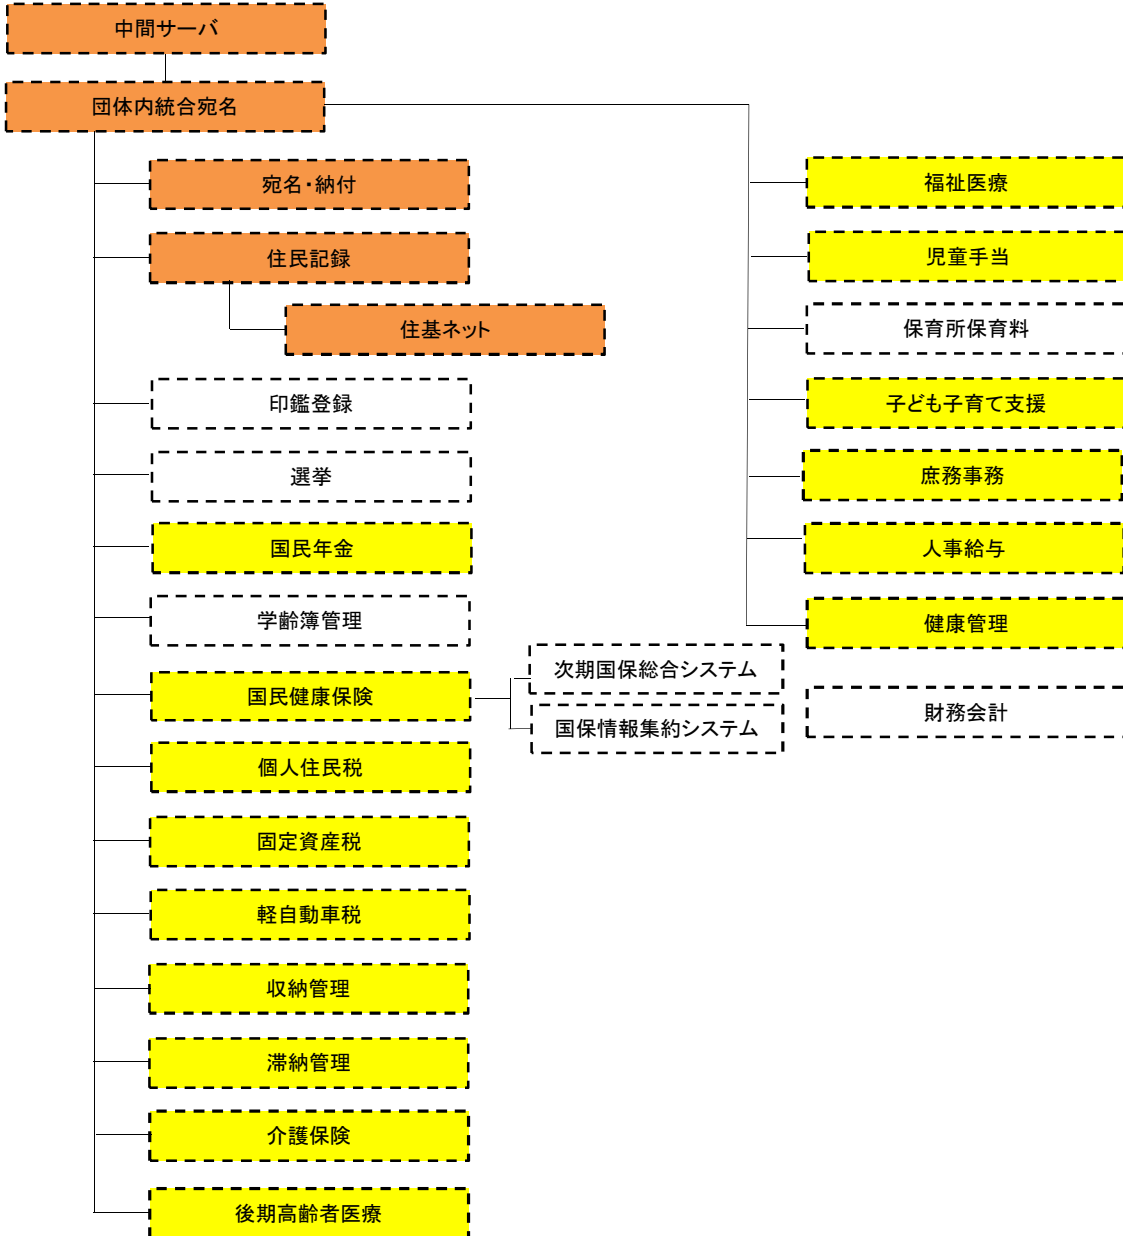 中間サーバ
団体内統合宛名
宛名・納付
住民記録
住基ネット
印鑑登録
選挙
国民年金
学齢簿管理
国民健康保険
次期国保総合システム
国保情報集約システム
個人住民税
固定資産税
軽自動車税
収納管理
滞納管理
介護保険
後期高齢者医療
福祉医療
児童手当
保育所保育料
子ども子育て支援
庶務事務
人事給与
健康管理
財務会計